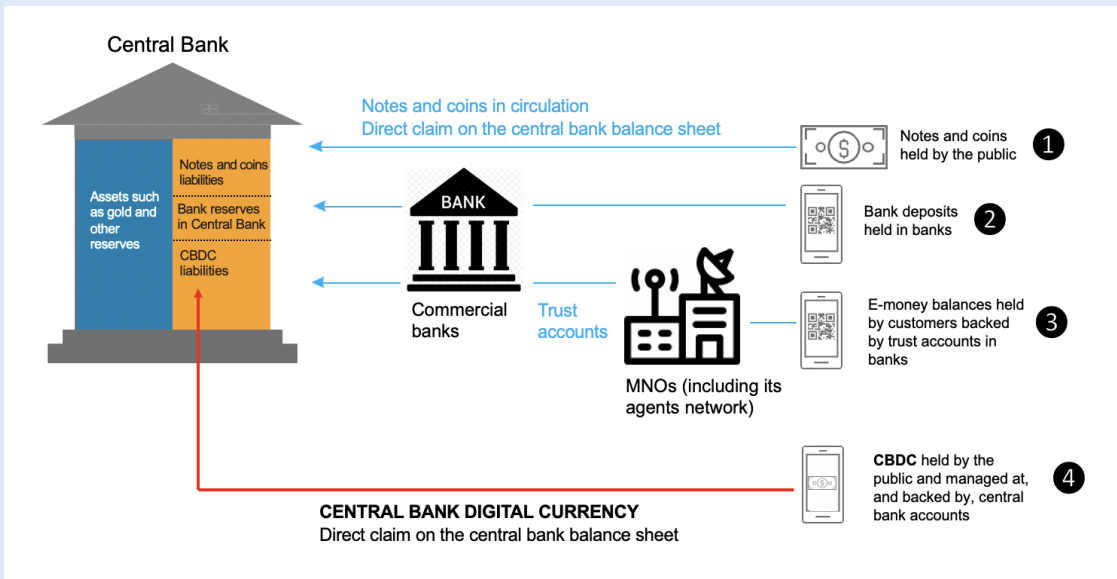 Central Bank
Notes and coins in circulation
Direct claim on the central bank balance sheet
Notes and coins
held by the public
1
Assets such
as gold and
other
reserves
Notes and coins
liabilities
Bank reserves
in Central Bank
CBDC
liabilities
BANK
Commercial
banks
Bank deposits
held in banks
2
Trust
accounts
MNOs (including its
agents network)
E-money balances held
by customers backed
by trust accounts in
banks
3
CBDC held by the
public and managed at,
and backed by, central
bank accounts
4
CENTRAL BANK DIGITAL CURRENCY
Direct claim on the central bank balance sheet